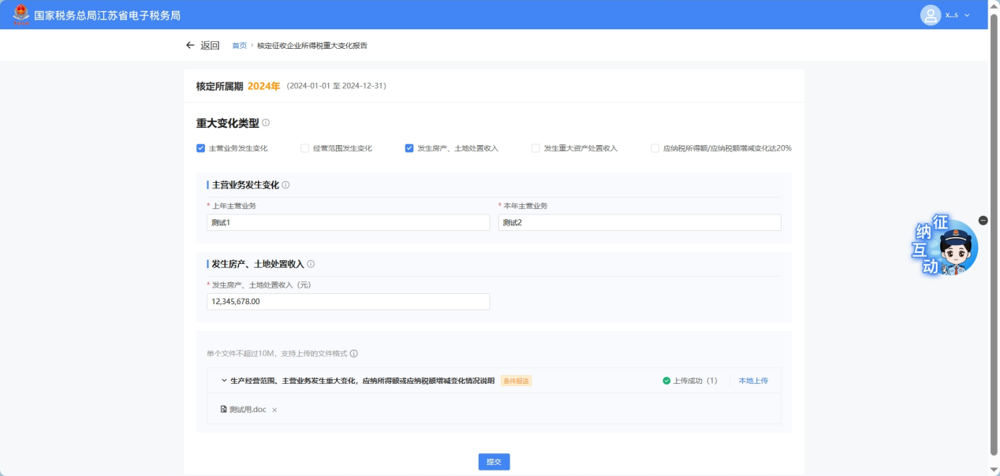 国家税务总局江苏省电子税务局
x...s
返回 首页 › 核定征收企业所得税重大变化报告
核定所属期 2024年 (2024-01-01 至 2024-12-31)
重大变化类型
主营业务发生变化 经营范围发生变化 发生房产、土地处置收入 发生重大资产处置收入 应纳税所得额/应纳税额增减变化达20%
主营业务发生变化
* 上年主营业务 * 本年主营业务
测试1 测试2
发生房产、土地处置收入
* 发生房产、土地处置收入（元）
12,345,678.00
单个文件不超过10M，支持上传的文件格式
生产经营范围、主营业务发生重大变化，应纳所得额或应纳税额增减变化情况说明 条件报送 上传成功（1） 本地上传
测试用.doc ×
提交
征纳互动